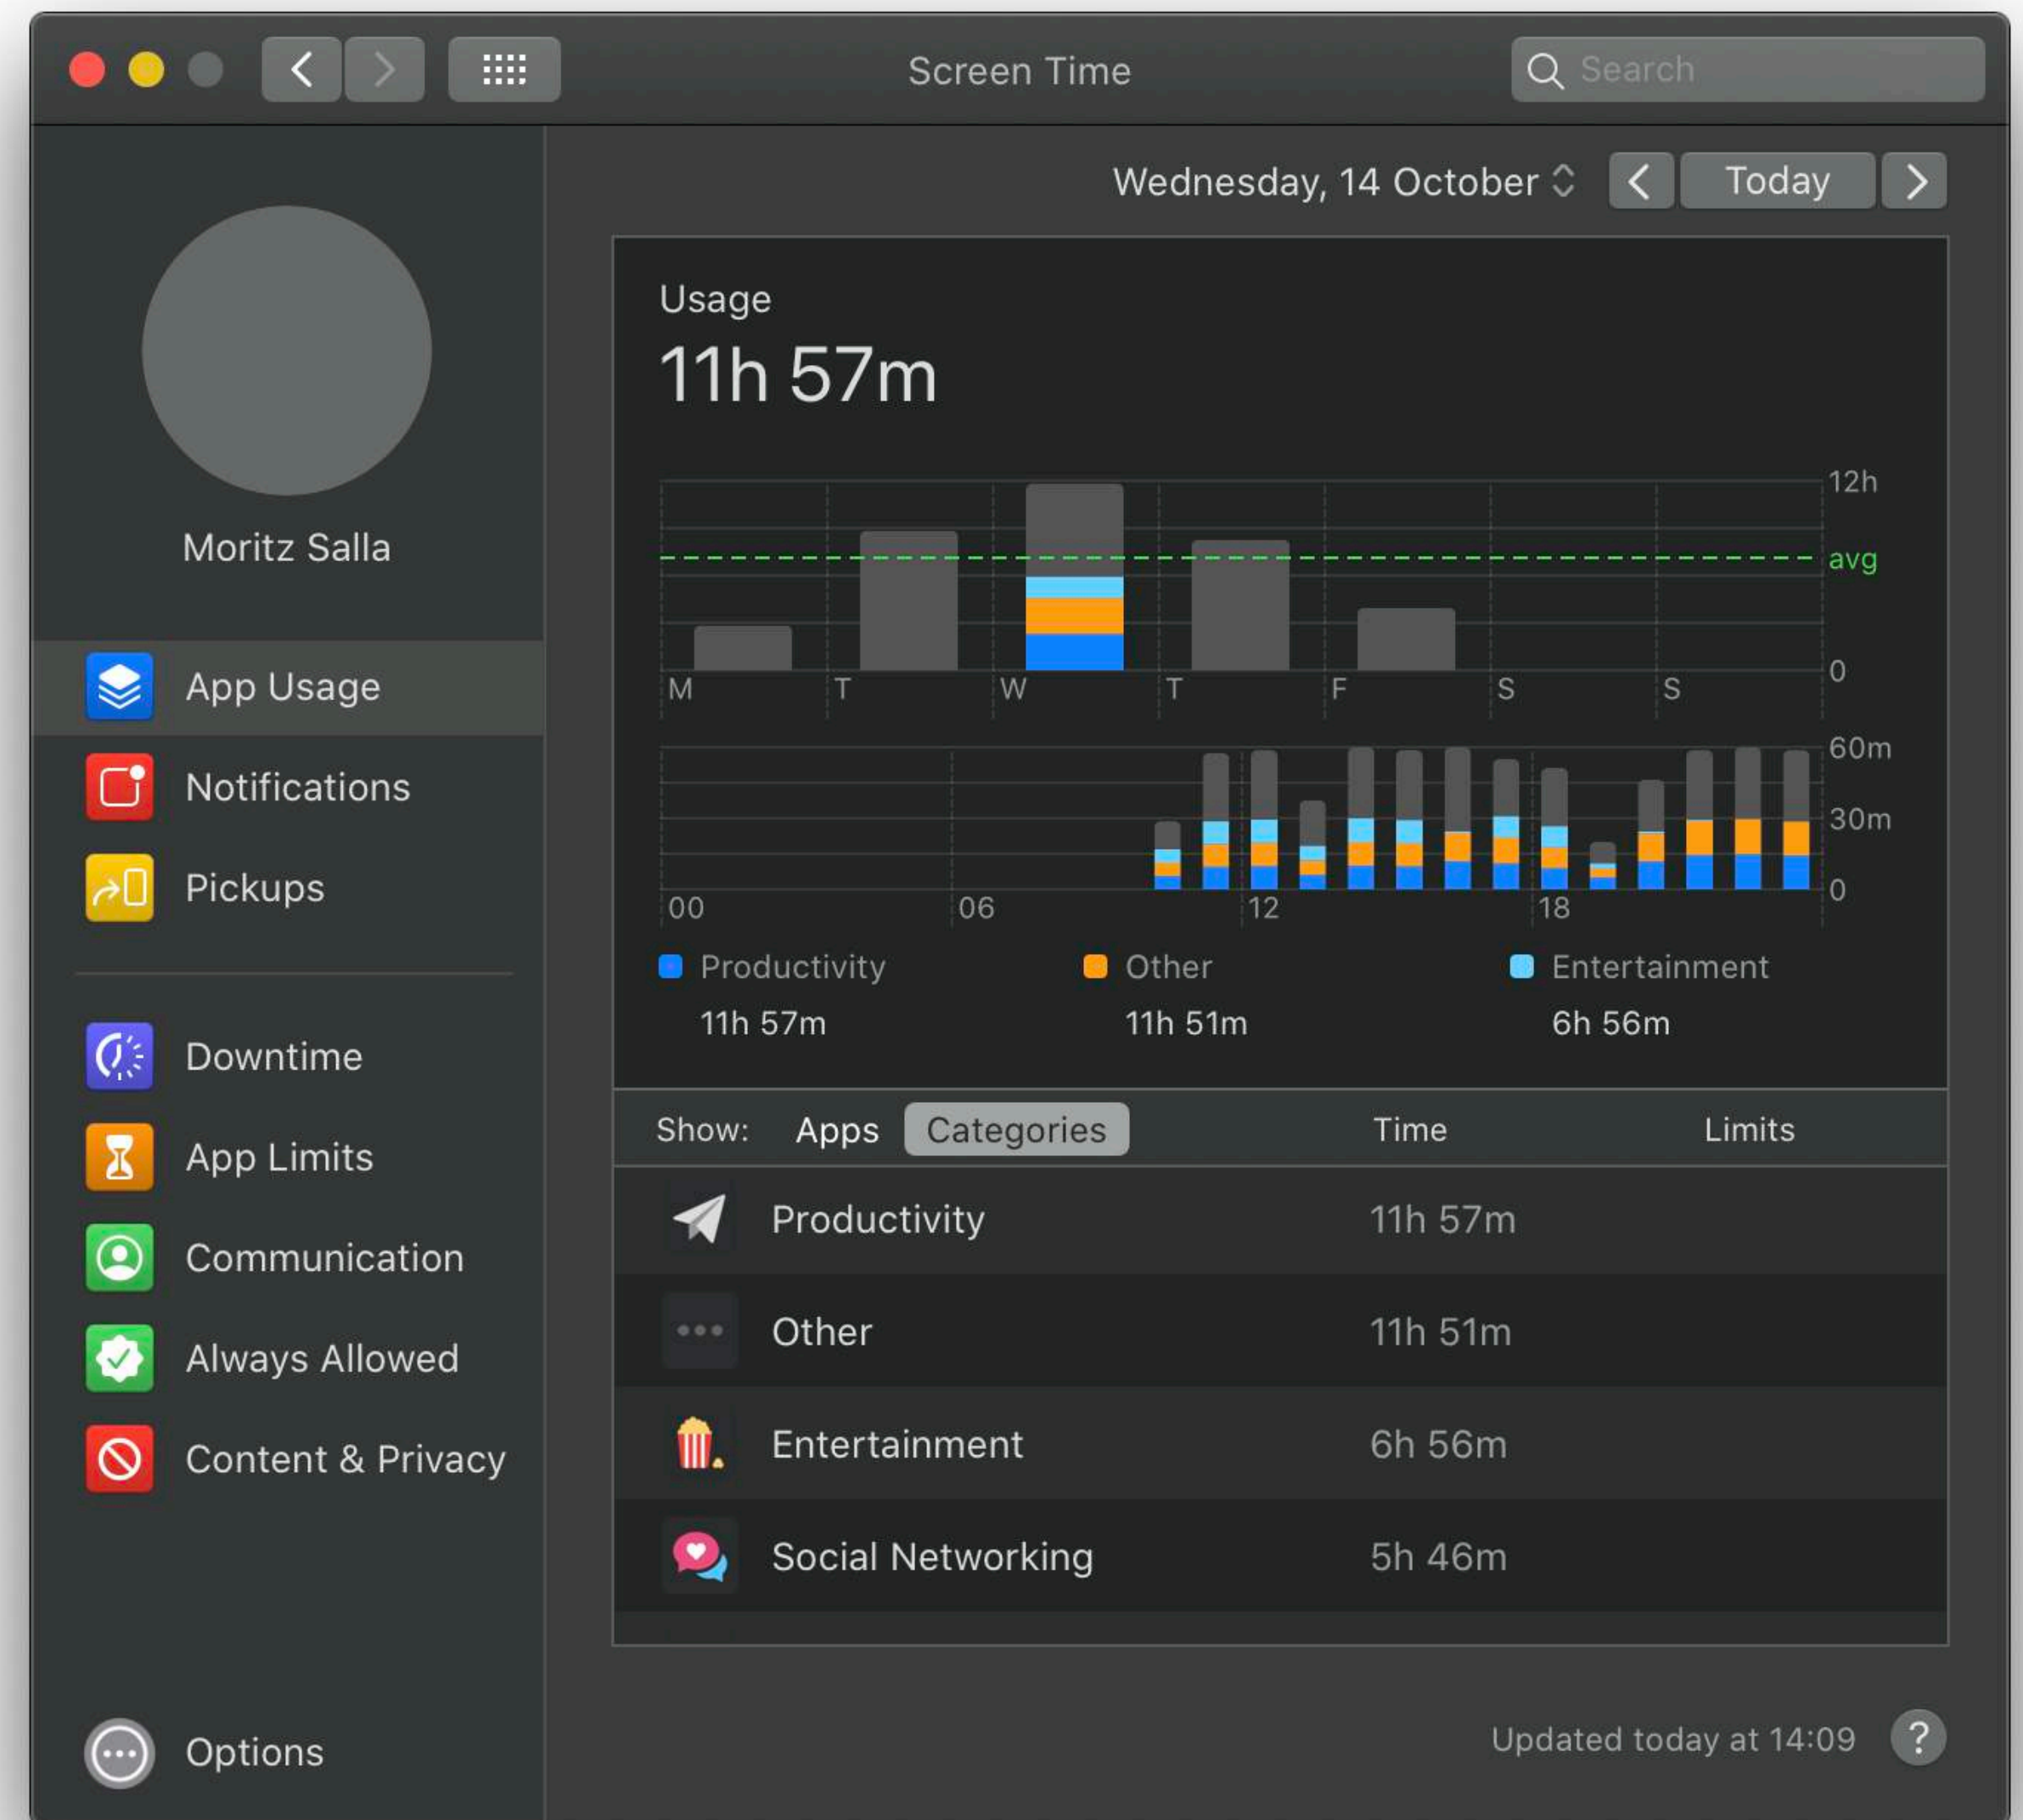 Screen Time
Search
Moritz Salla
App Usage
Notifications
Pickups
Downtime
App Limits
Communication
Always Allowed
Content & Privacy
Options
Wednesday, 14 October
Today
Usage
11h 57m
12h
avg
0
M T W T F S S
60m
30m
0
00 06 12 18
Productivity Other Entertainment
11h 57m 11h 51m 6h 56m
Show: Apps Categories Time Limits
Productivity 11h 57m
Other 11h 51m
Entertainment 6h 56m
Social Networking 5h 46m
Updated today at 14:09 ?